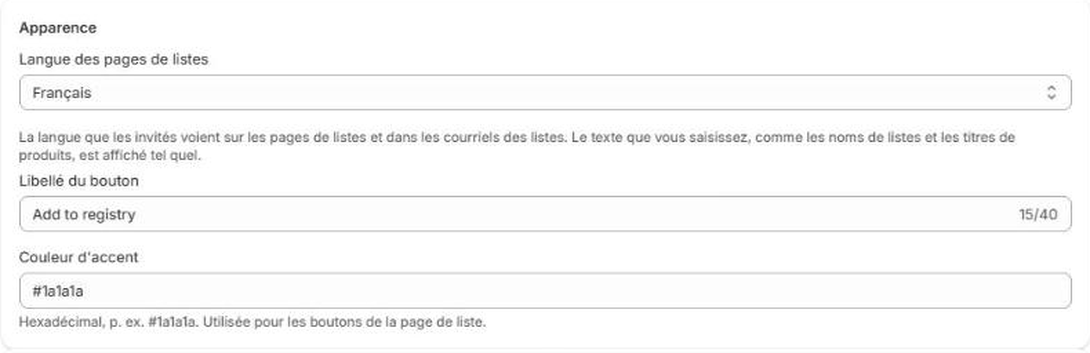 Apparence
Langue des pages de listes
Français
La langue que les invités voient sur les pages de listes et dans les courriels des listes. Le texte que vous saisissez, comme les noms de listes et les titres de
produits, est affiché tel quel.
Libellé du bouton
Add to registry 15/40
Couleur d'accent
#1a1a1a
Hexadécimal, p. ex. #1a1a1a. Utilisée pour les boutons de la page de liste.